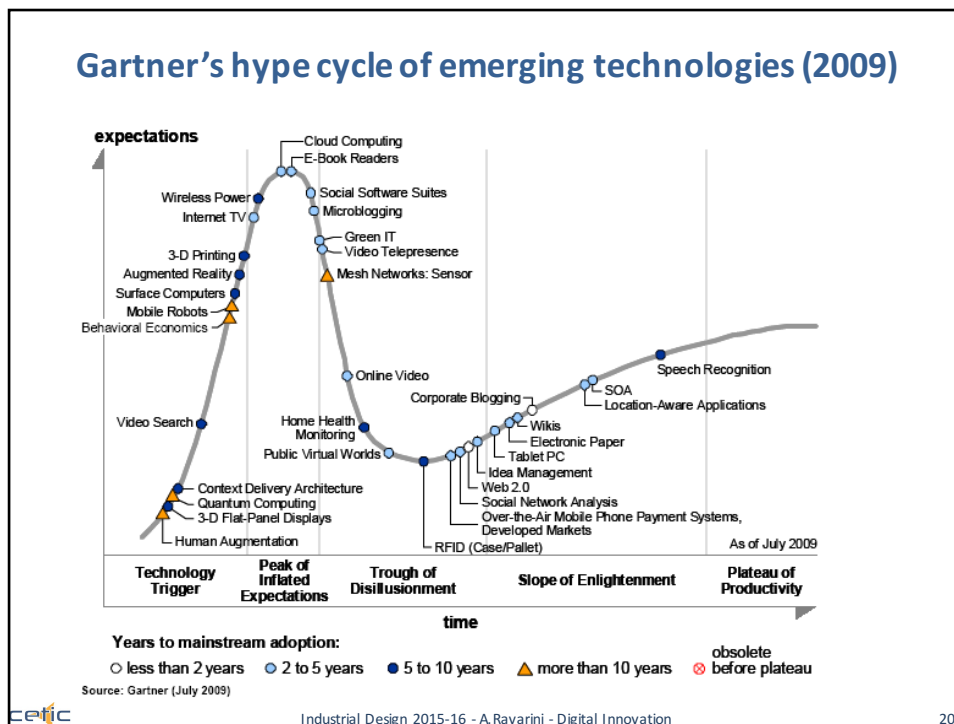 Gartner's hype cycle of emerging technologies (2009)
expectations
Cloud Computing
E-Book Readers
Wireless Power
Social Software Suites
Internet TV
Microblogging
Green IT
3-D Printing
Video Telepresence
Augmented Reality
Mesh Networks: Sensor
Surface Computers
Mobile Robots
Behavioral Economics
Online Video
Corporate Blogging
Speech Recognition
SOA
Location-Aware Applications
Video Search
Home Health
Monitoring
Wikis
Electronic Paper
Public Virtual Worlds
Tablet PC
Idea Management
Context Delivery Architecture
Web 2.0
Quantum Computing
Social Network Analysis
3-D Flat-Panel Displays
Over-the-Air Mobile Phone Payment Systems,
Developed Markets
Human Augmentation
RFID (Case/Pallet)
As of July 2009
Technology
Trigger
Peak of
Inflated
Expectations
Trough of
Disillusionment
Slope of Enlightenment
Plateau of
Productivity
time
Years to mainstream adoption:
less than 2 years
2 to 5 years
5 to 10 years
more than 10 years
obsolete
before plateau
Source: Gartner (July 2009)
cetic
Industrial Design 2015-16 - A.Ravarini - Digital Innovation
20